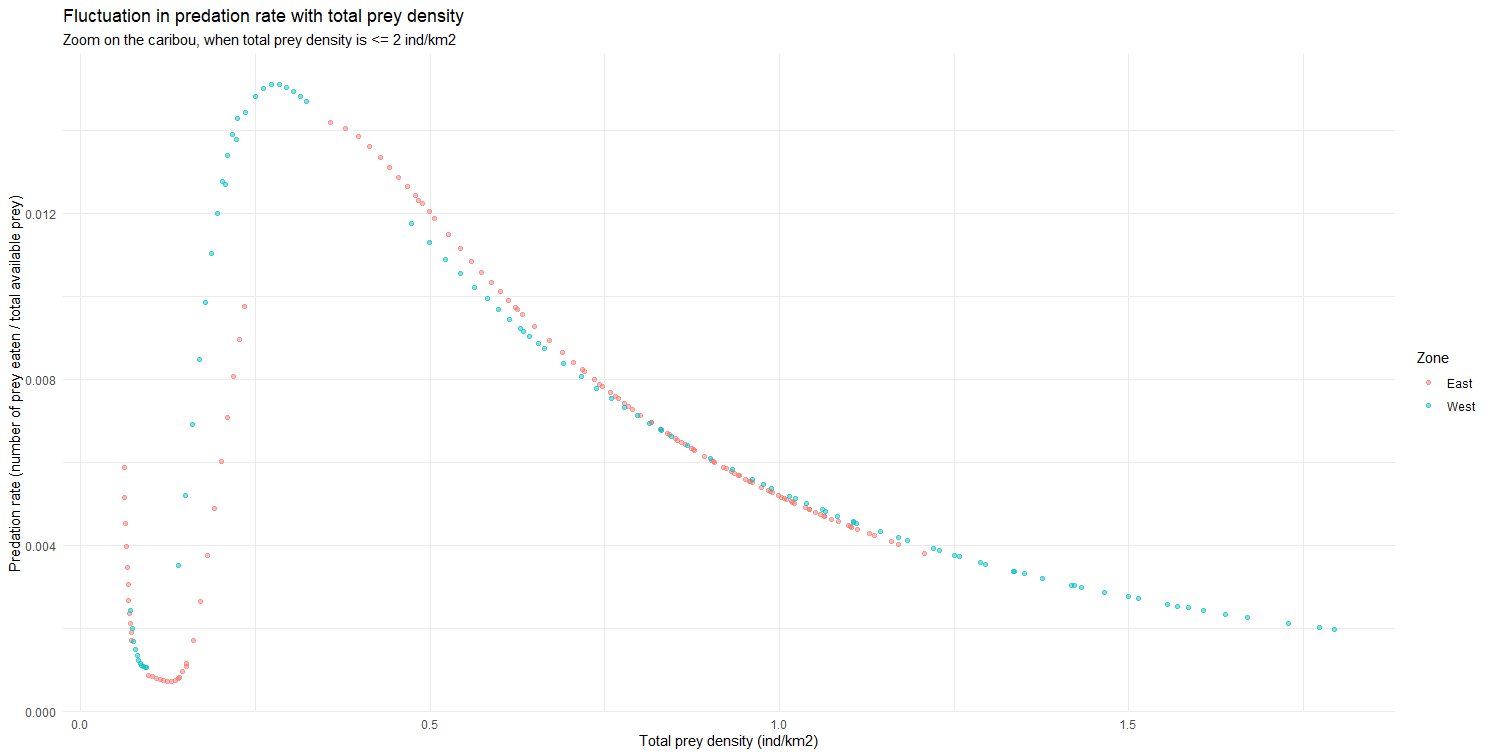 Fluctuation in predation rate with total prey density
Zoom on the caribou, when total prey density is <= 2 ind/km2
Predation rate (number of prey eaten / total available prey)
0.012
0.008
0.004
0.000
0.0
0.5
1.0
1.5
Total prey density (ind/km2)
Zone
East
West